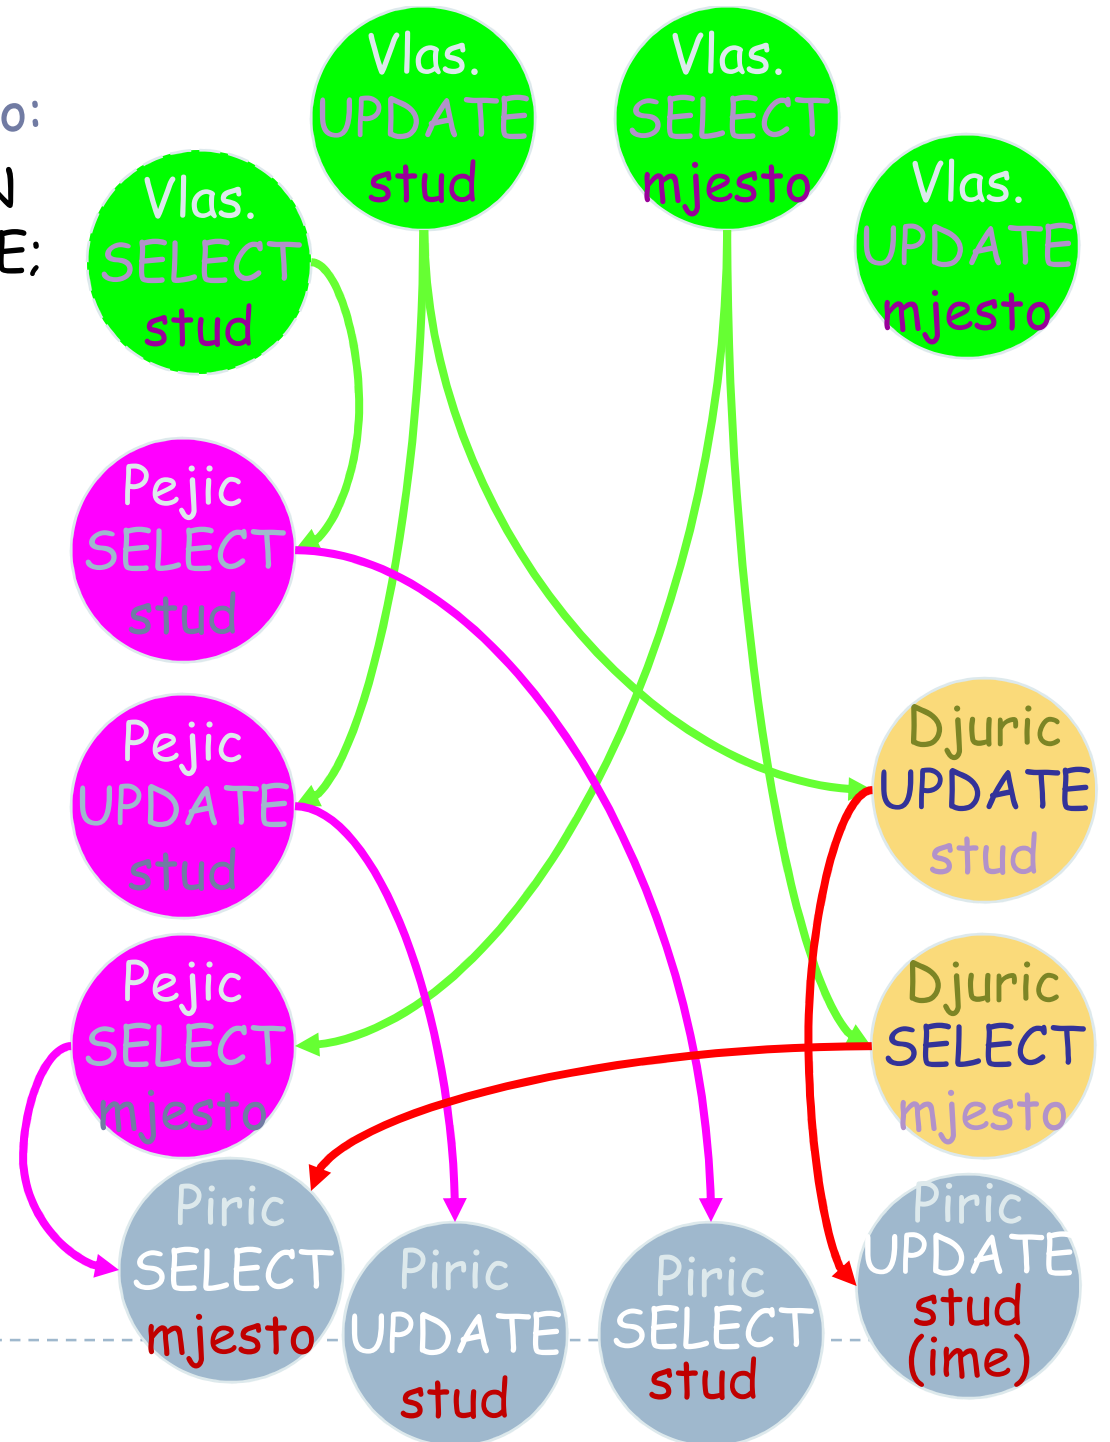 o:
N
E;
Vlas.
UPDATE
stud
Vlas.
SELECT
mjesto
Vlas.
SELECT
stud
Vlas.
UPDATE
mjesto
Pejic
SELECT
stud
Pejic
UPDATE
stud
Djuric
UPDATE
stud
Pejic
SELECT
mjesto
Djuric
SELECT
mjesto
Piric
SELECT
mjesto
Piric
UPDATE
stud
Piric
SELECT
stud
Piric
UPDATE
stud
(ime)